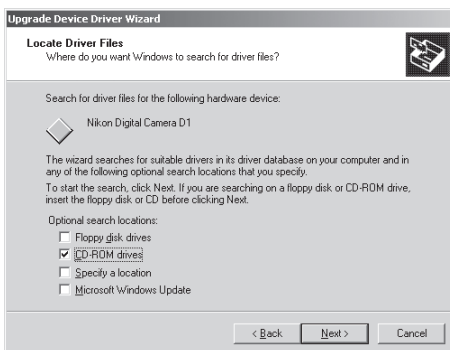 Upgrade Device Driver Wizard
Locate Driver Files
Where do you want Windows to search for driver files?
Search for driver files for the following hardware device:
Nikon Digital Camera D1
The wizard searches for suitable drivers in its driver database on your computer and in
any of the following optional search locations that you specify.
To start the search, click Next. If you are searching on a floppy disk or CD-ROM drive,
insert the floppy disk or CD before clicking Next.
Optional search locations:
Floppy disk drives
CD-ROM drives
Specify a location
Microsoft Windows Update
< Back Next > Cancel